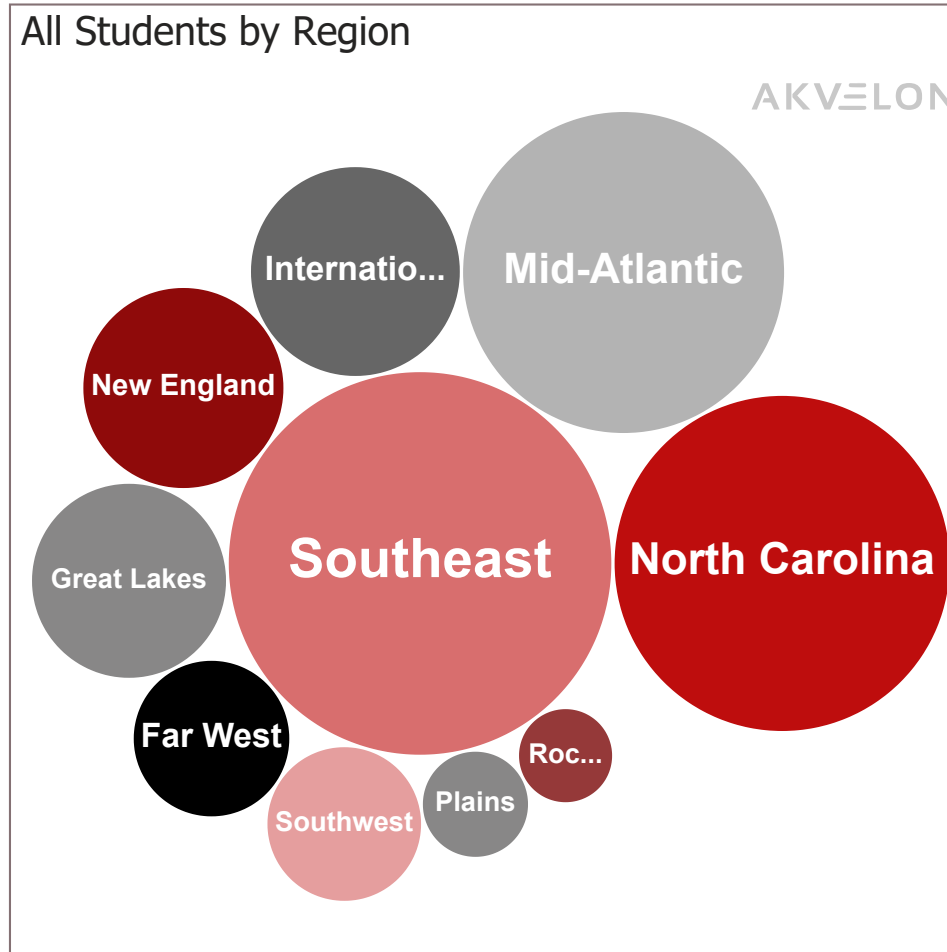 All Students by Region
AKVELON
Internatio...
Mid-Atlantic
New England
Southeast
North Carolina
Great Lakes
Far West
Roc...
Plains
Southwest